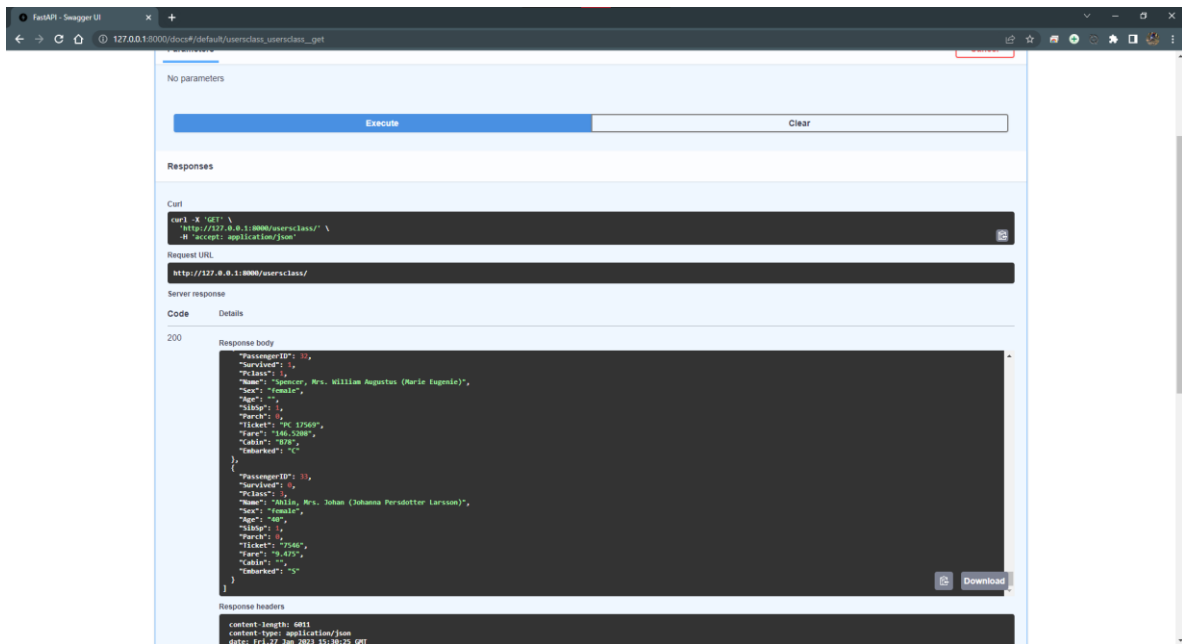 FastAPI - Swagger UI
127.0.0.1:8000/docs#/default/usersclass_usersclass__get
Parameters
Cancel
No parameters
Execute
Clear
Responses
Curl
curl -X 'GET' \
'http://127.0.0.1:8000/usersclass/' \
-H 'accept: application/json'
Request URL
http://127.0.0.1:8000/usersclass/
Server response
Code Details
200
Response body
"PassengerID": 32,
"Survived": 1,
"Pclass": 1,
"Name": "Spencer, Mrs. William Augustus (Marie Eugenie)",
"Sex": "female",
"Age": "",
"SibSp": 1,
"Parch": 0,
"Ticket": "PC 17569",
"Fare": "146.5208",
"Cabin": "B78",
"Embarked": "C"
},
{
"PassengerID": 33,
"Survived": 0,
"Pclass": 3,
"Name": "Ahlin, Mrs. Johan (Johanna Persdotter Larsson)",
"Sex": "female",
"Age": "40",
"SibSp": 1,
"Parch": 0,
"Ticket": "7546",
"Fare": "9.475",
"Cabin": "",
"Embarked": "S"
}
]
Download
Response headers
content-length: 6011
content-type: application/json
date: Fri,27 Jan 2023 15:30:25 GMT